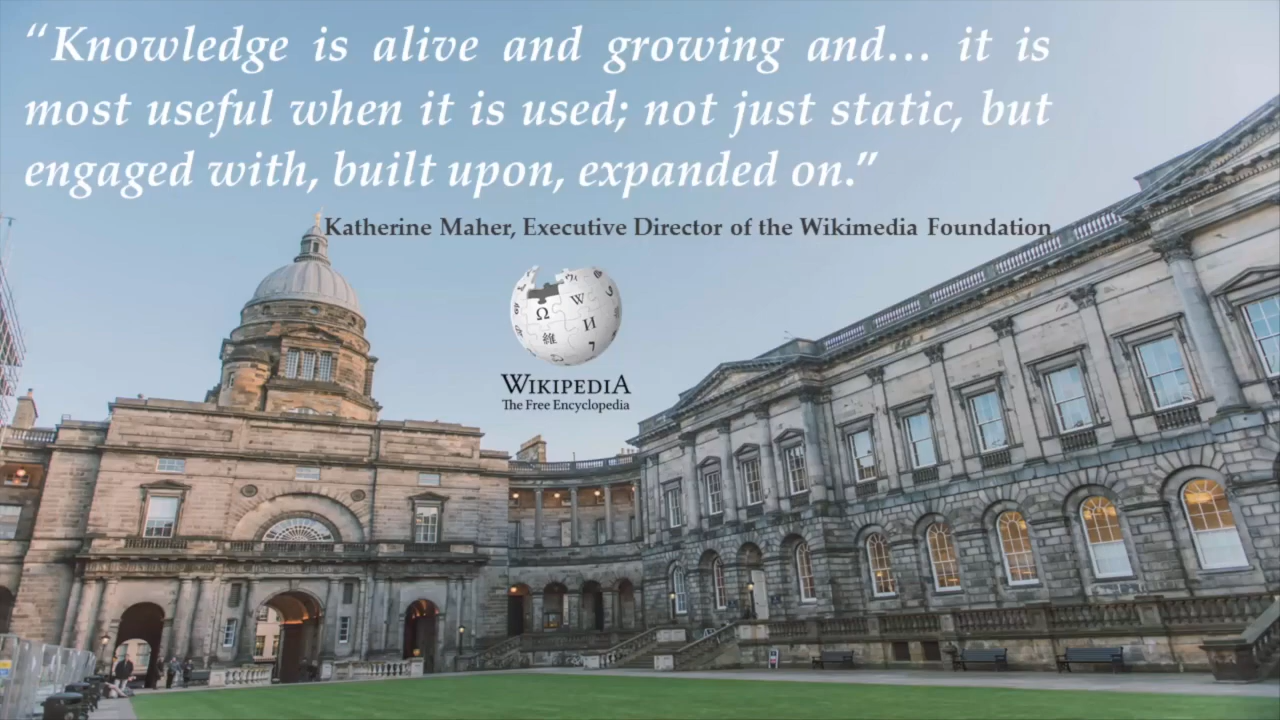 “Knowledge is alive and growing and... it is
most useful when it is used; not just static, but
engaged with, built upon, expanded on.”
Katherine Maher, Executive Director of the Wikimedia Foundation
Ω W И 維
WIKIPEDIA
The Free Encyclopedia